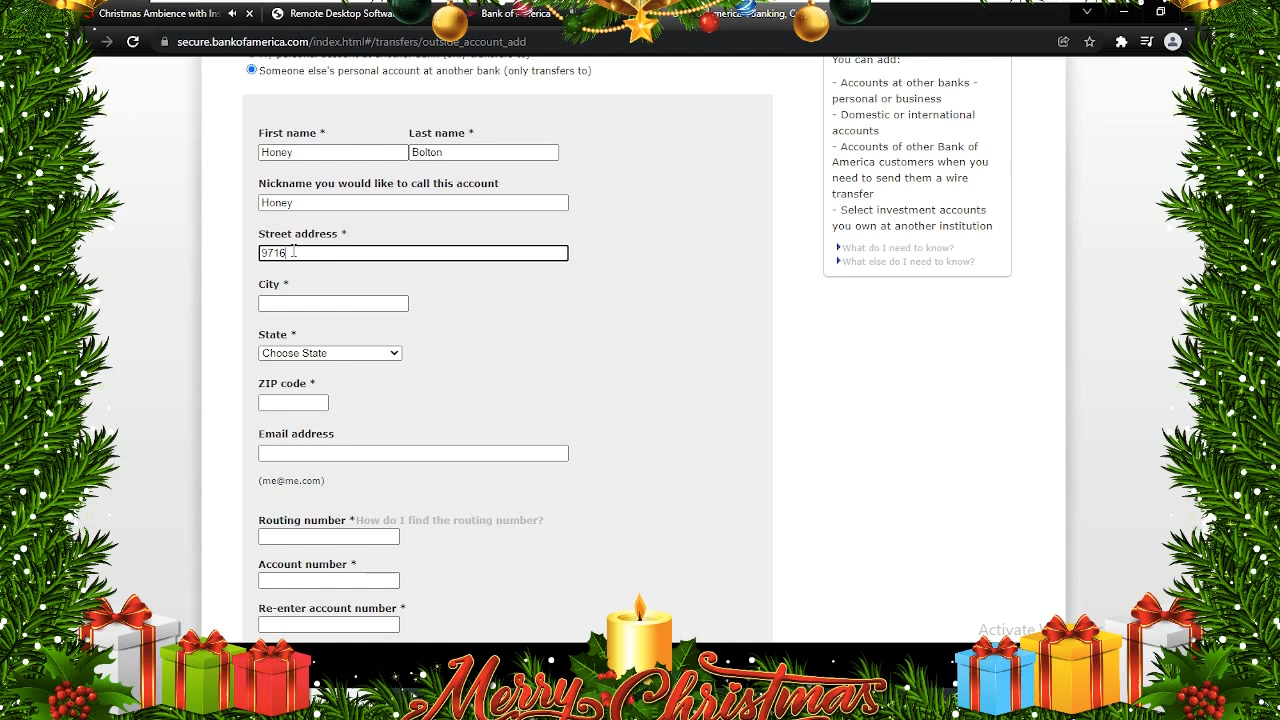 Christmas Ambience with Ins
Remote Desktop Softwa
Bank of America
America
Banking, C
secure.bankofamerica.com/index.html#/transfers/outside_account_add
Someone else's personal account at another bank (only transfers to)
First name *
Last name *
Honey
Bolton
Nickname you would like to call this account
Honey
Street address *
9716
City *
State *
Choose State
ZIP code *
Email address
(me@me.com)
Routing number *How do I find the routing number?
Account number *
Re-enter account number *
You can add:
- Accounts at other banks -
personal or business
- Domestic or international
accounts
- Accounts of other Bank of
America customers when you
need to send them a wire
transfer
- Select investment accounts
you own at another institution
What do I need to know?
What else do I need to know?
Activate
Merry Christmas